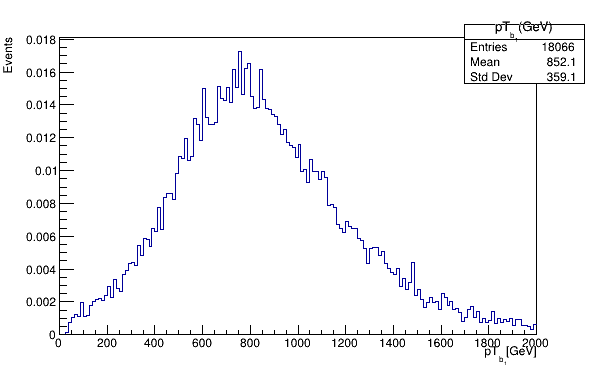 pT_b_1 (GeV)
Entries 18066
Mean 852.1
Std Dev 359.1
Events
0.018
0.016
0.014
0.012
0.01
0.008
0.006
0.004
0.002
0
0 200 400 600 800 1000 1200 1400 1600 1800 2000
pT_b_1 [GeV]